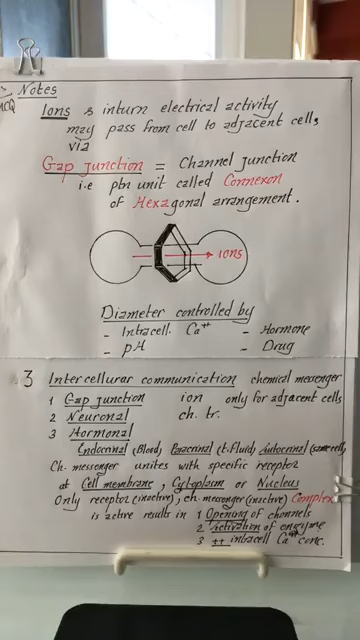 Notes
MCQ
Ions & inturn electrical activity
may pass from cell to adjacent cells
via
Gap junction = Channel junction
i.e pbn unit called Connexon
of Hexagonal arrangement.
Ions
Diameter controlled by
- Intracell. Ca++ - Hormone
- pH - Drug
3 Intercellurar communication chemical messenger
1 Gap junction ion only for adjacent cells
2 Neuronal ch. tr.
3 Hormonal
Endocrinal (Blood) Paracrinal (t.fluid) Autocrinal (same cell)
Ch. messenger unites with specific receptor
at Cell membrane, Cytoplasm or Nucleus
Only receptor (inactive), ch. messenger (inactive) Complex
is active results in 1 Opening of channels
2 Activation of enzyme
3 ++ intracell Ca++ conc.